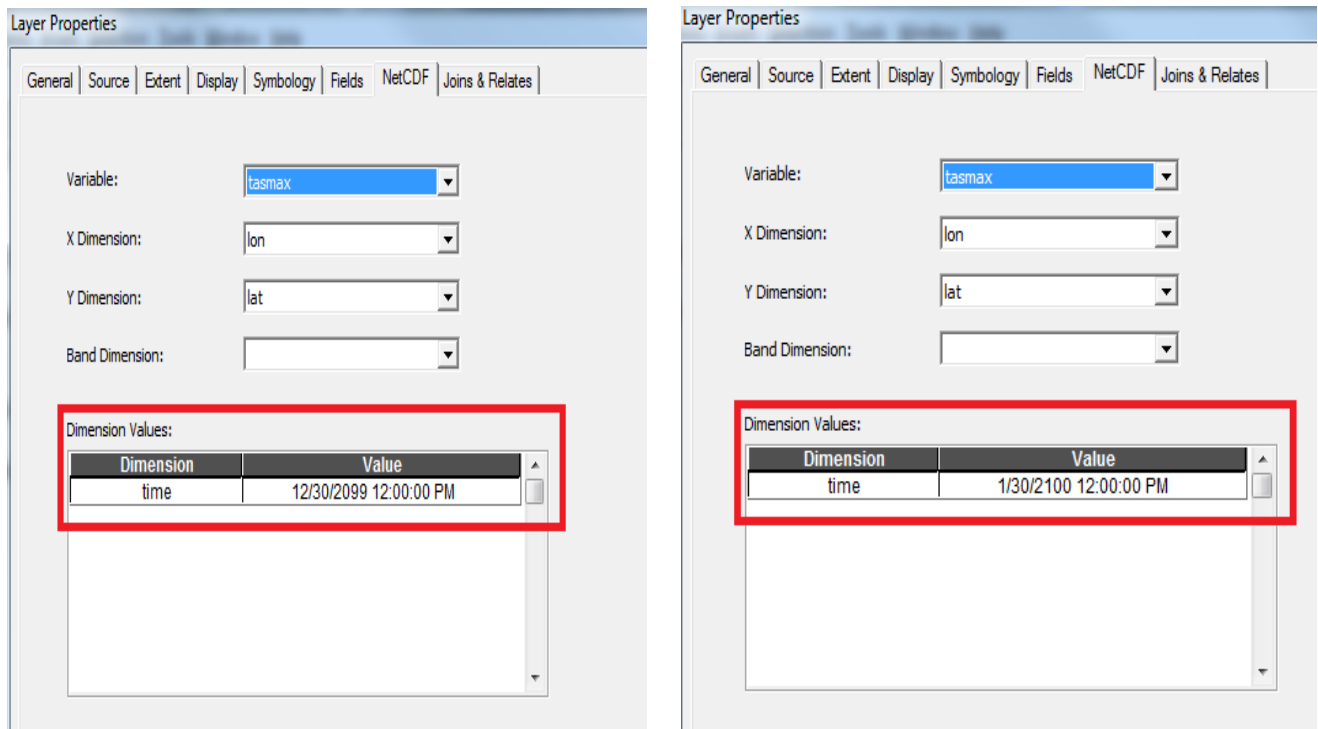 Layer Properties
General Source Extent Display Symbology Fields NetCDF Joins & Relates
Variable: tasmax
X Dimension: lon
Y Dimension: lat
Band Dimension:
Dimension Values:
Dimension Value
time 12/30/2099 12:00:00 PM
Layer Properties
General Source Extent Display Symbology Fields NetCDF Joins & Relates
Variable: tasmax
X Dimension: lon
Y Dimension: lat
Band Dimension:
Dimension Values:
Dimension Value
time 1/30/2100 12:00:00 PM